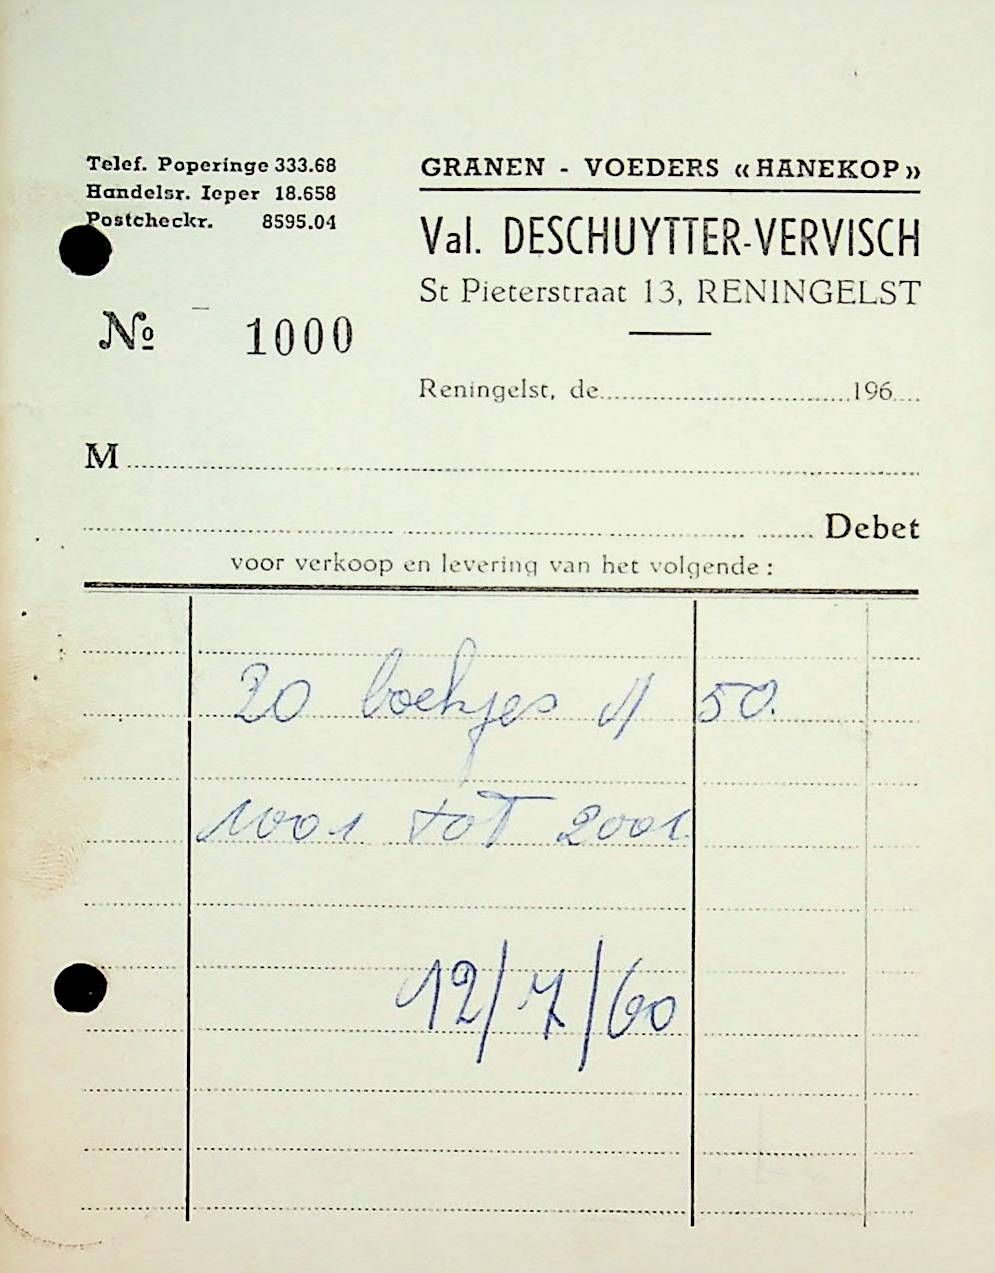 Telef. Poperinge 333.68
Handelsr. Ieper 18.658
Postcheckr. 8595.04
GRANEN - VOEDERS «HANEKOP»
Val. DESCHUYTTER-VERVISCH
St Pieterstraat 13, RENINGELST
№ 1000
Reningelst, de 196
M
Debet
voor verkoop en levering van het volgende :
20 boekjes 50.
1001 tot 2001
12/7/60